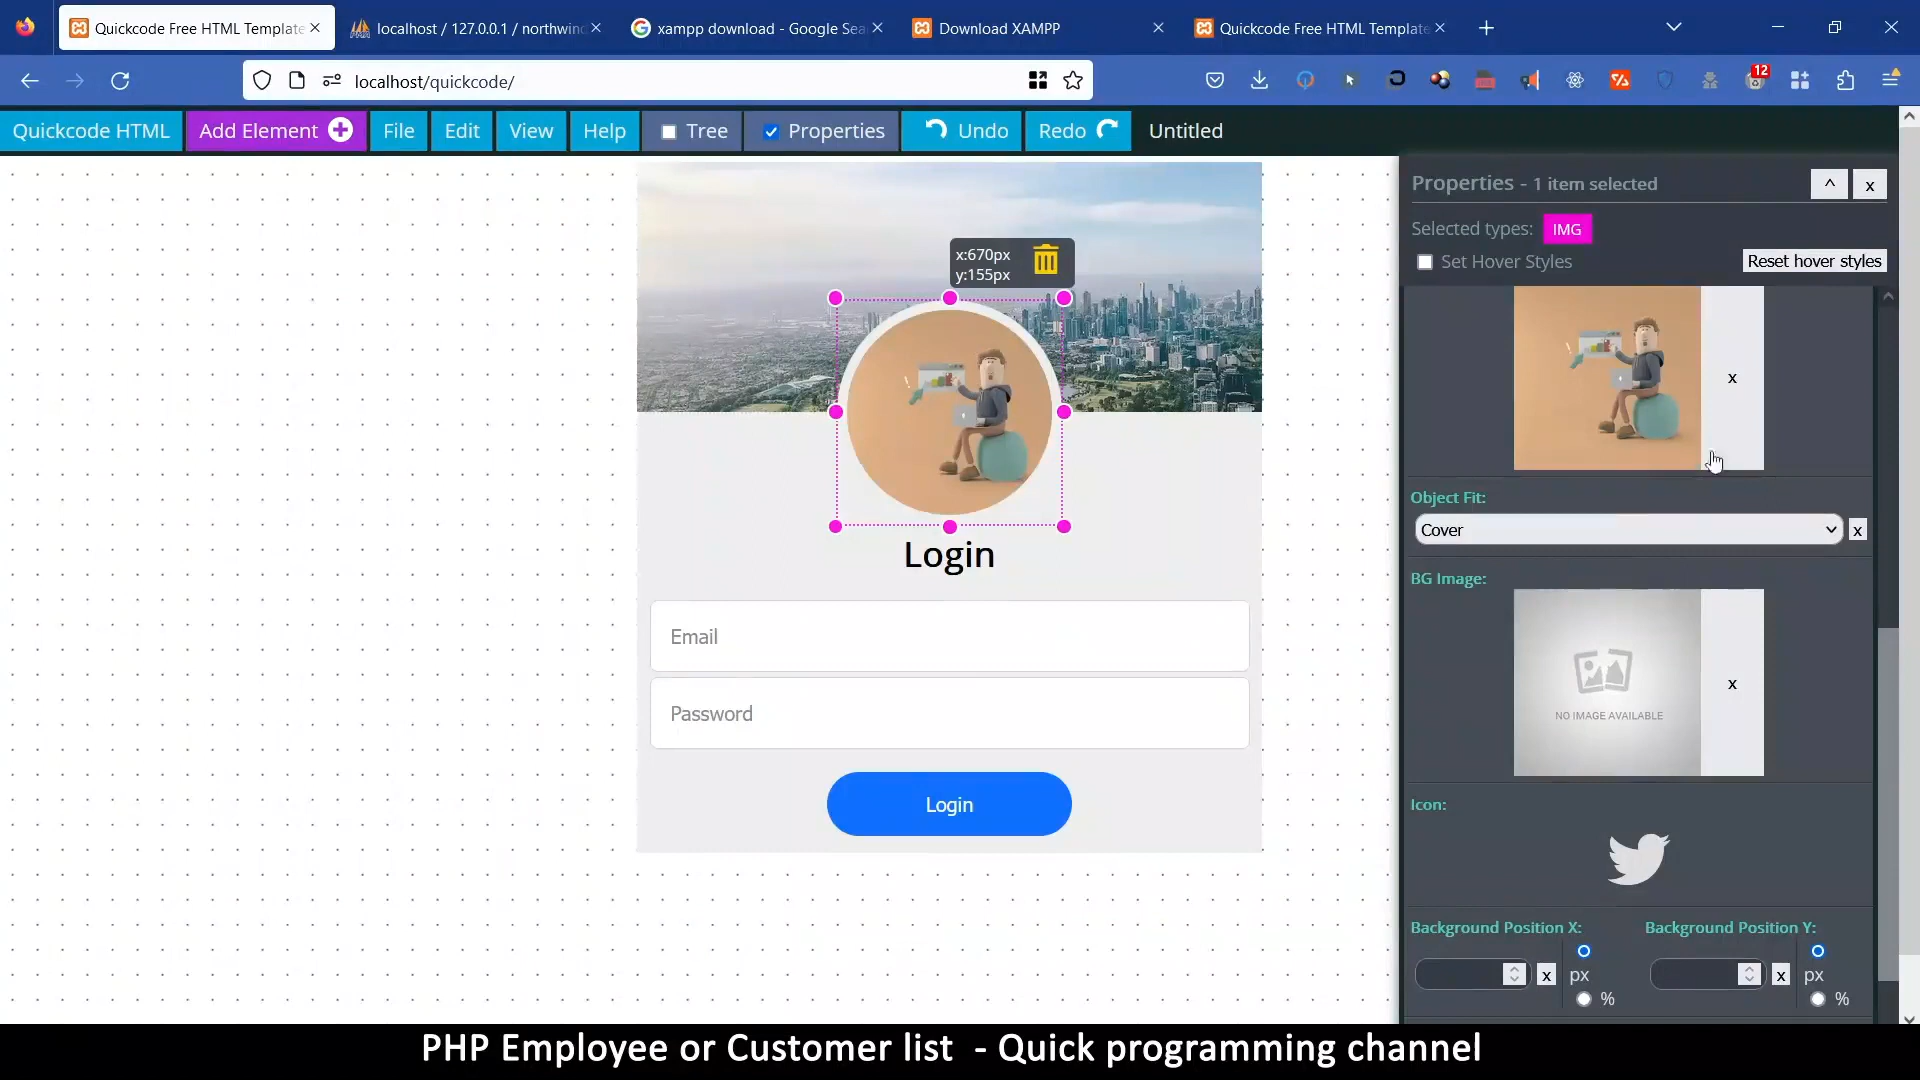 Quickcode Free HTML Template
localhost / 127.0.0.1 / northwin
xampp download - Google Sea
Download XAMPP
Quickcode Free HTML Template
localhost/quickcode/
12
Quickcode HTML
Add Element
File
Edit
View
Help
Tree
Properties
Undo
Redo
Untitled
Properties - 1 item selected
^
x
Selected types:
IMG
Set Hover Styles
Reset hover styles
x:670px
y:155px
x
Object Fit:
Cover
x
BG Image:
NO IMAGE AVAILABLE
x
Icon:
Background Position X:
Background Position Y:
x
px
%
x
px
%
Login
Email
Password
Login
PHP Employee or Customer list - Quick programming channel